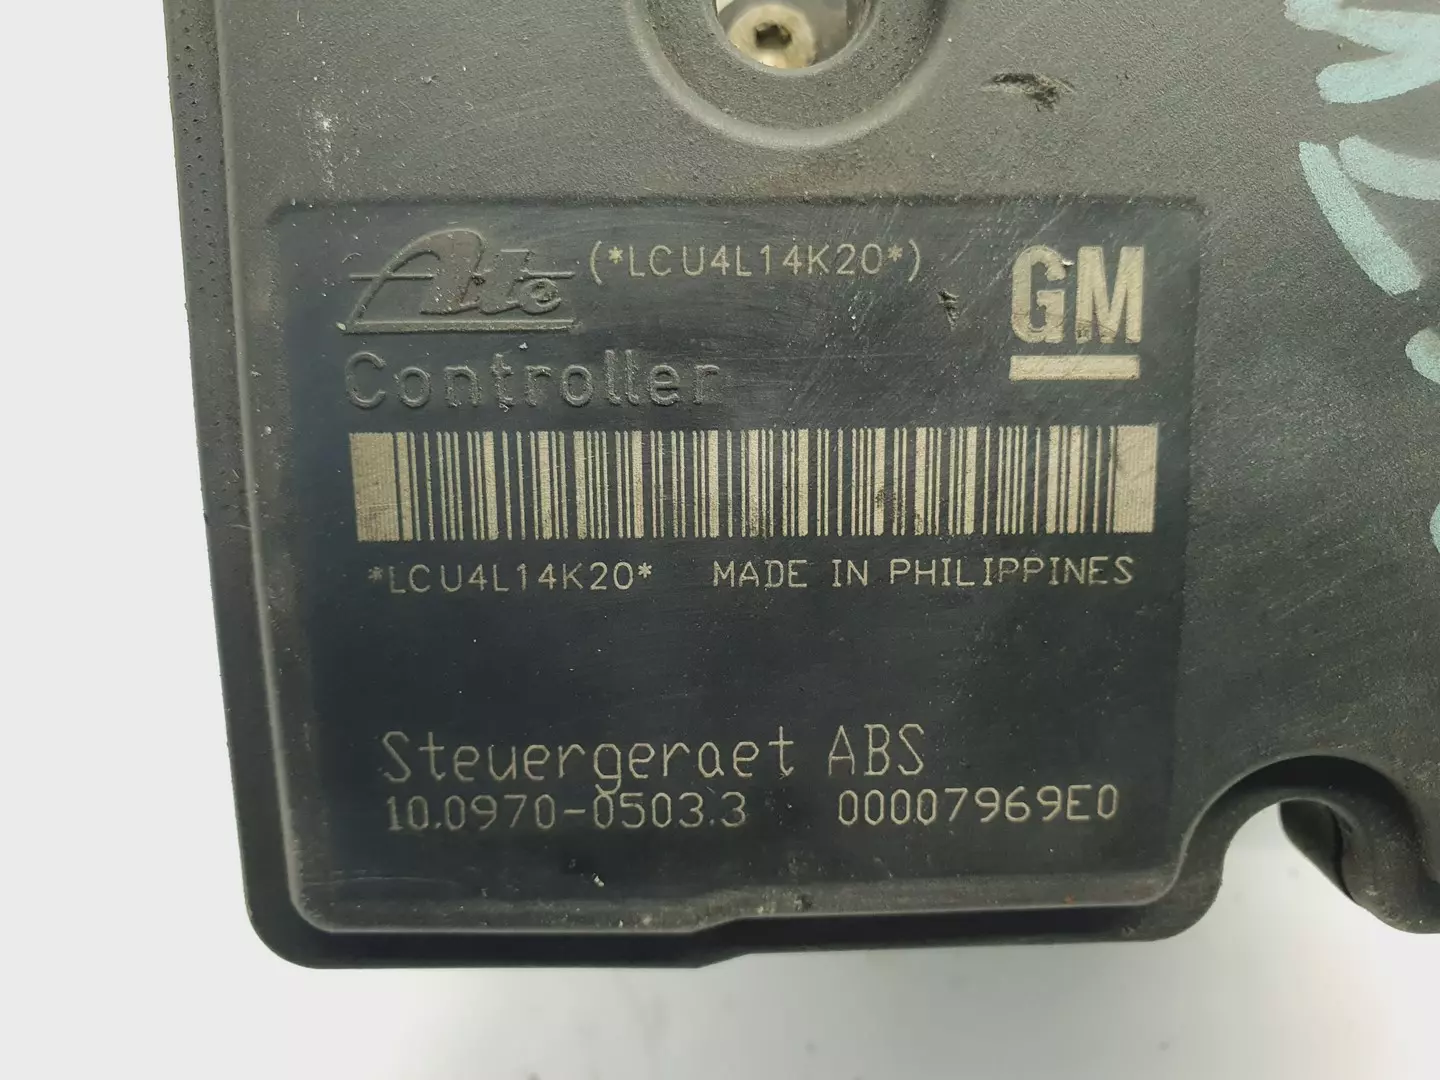 Ate (*LCU4L14K20*) GM
Controller
*LCU4L14K20* MADE IN PHILIPPINES
Steuergeraet ABS
10.0970-0503.3 00007969E0